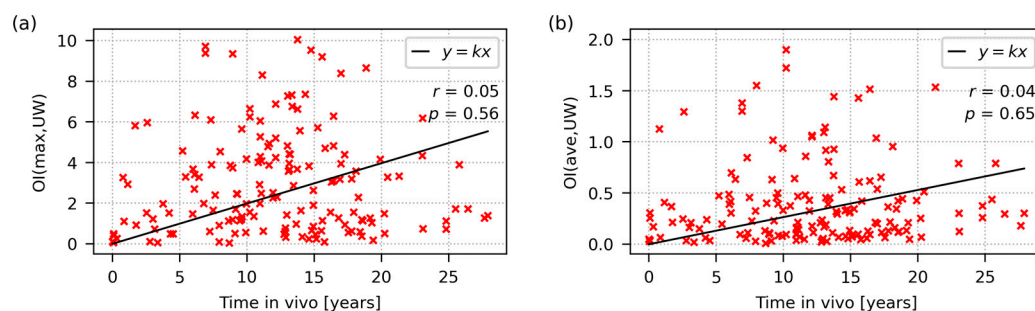 (a)
10
8
6
4
2
0
OI(max,UW)
y = kx
r = 0.05
p = 0.56
0 5 10 15 20 25
Time in vivo [years]
(b)
2.0
1.5
1.0
0.5
0.0
OI(ave,UW)
y = kx
r = 0.04
p = 0.65
0 5 10 15 20 25
Time in vivo [years]